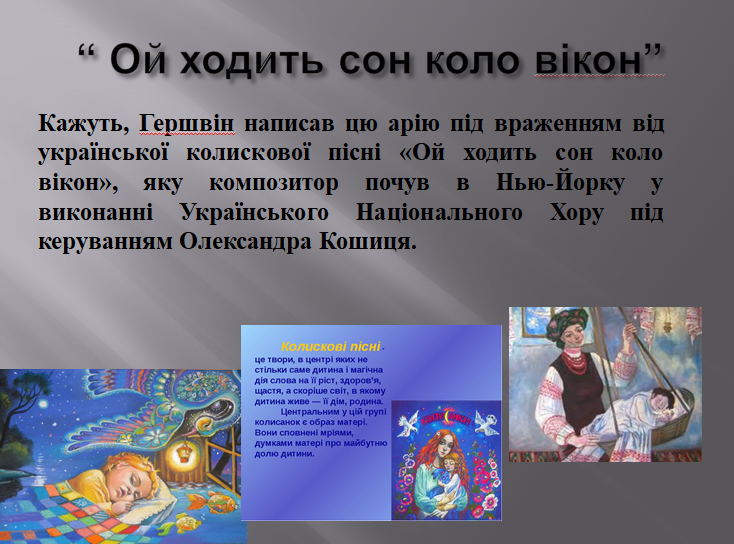 “ Ой ходить сон коло вікон”
Кажуть, Гершвін написав цю арію під враженням від
української колискової пісні «Ой ходить сон коло
вікон», яку композитор почув в Нью-Йорку у
виконанні Українського Національного Хору під
керуванням Олександра Кошиця.
Колискові пісні -
це твори, в центрі яких не
стільки саме дитина і магічна
дія слова на її ріст, здоров’я,
щастя, а скоріше світ, в якому
дитина живе — її дім, родина.
Центральним у цій групі
колисанок є образ матері.
Вони сповнені мріями,
думками матері про майбутню
долю дитини.